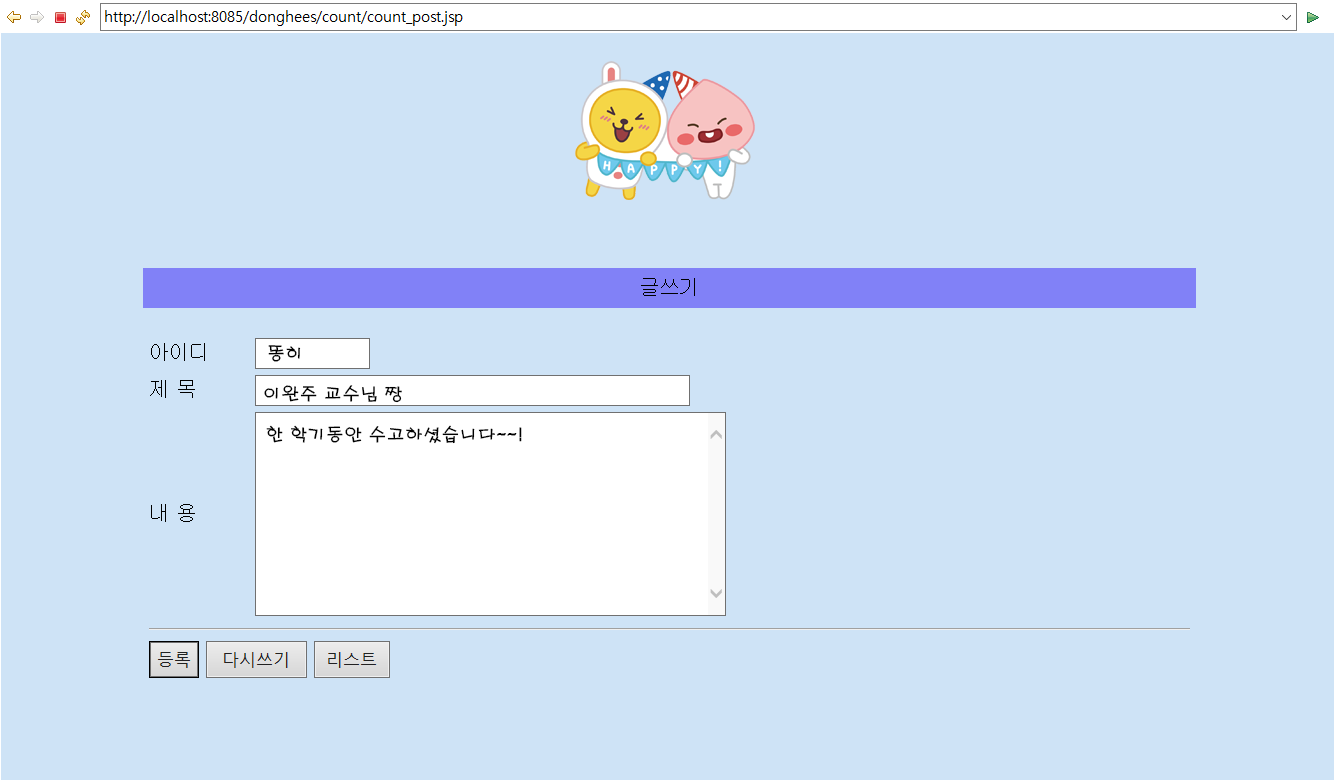 http://localhost:8085/donghees/count/count_post.jsp
HAPPY!
글쓰기
아이디 똥히
제 목 이완주 교수님 짱
한 학기동안 수고하셨습니다~~!
내 용
등록 다시쓰기 리스트